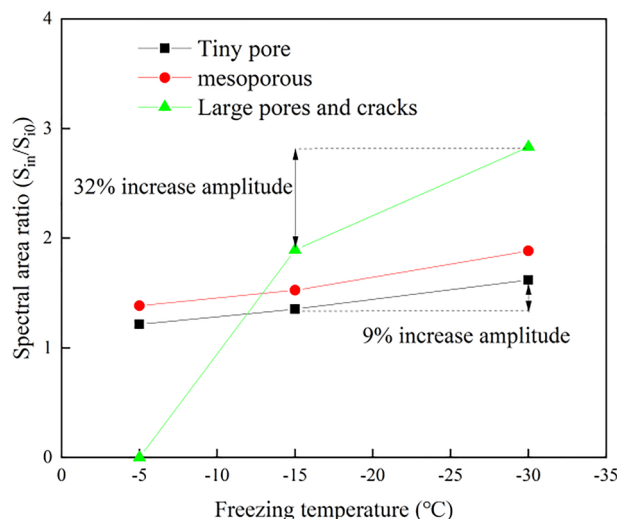 4
3
2
1
0
Spectral area ratio (Sin/Si0)
Tiny pore
mesoporous
Large pores and cracks
32% increase amplitude
9% increase amplitude
0 -5 -10 -15 -20 -25 -30 -35
Freezing temperature (℃)